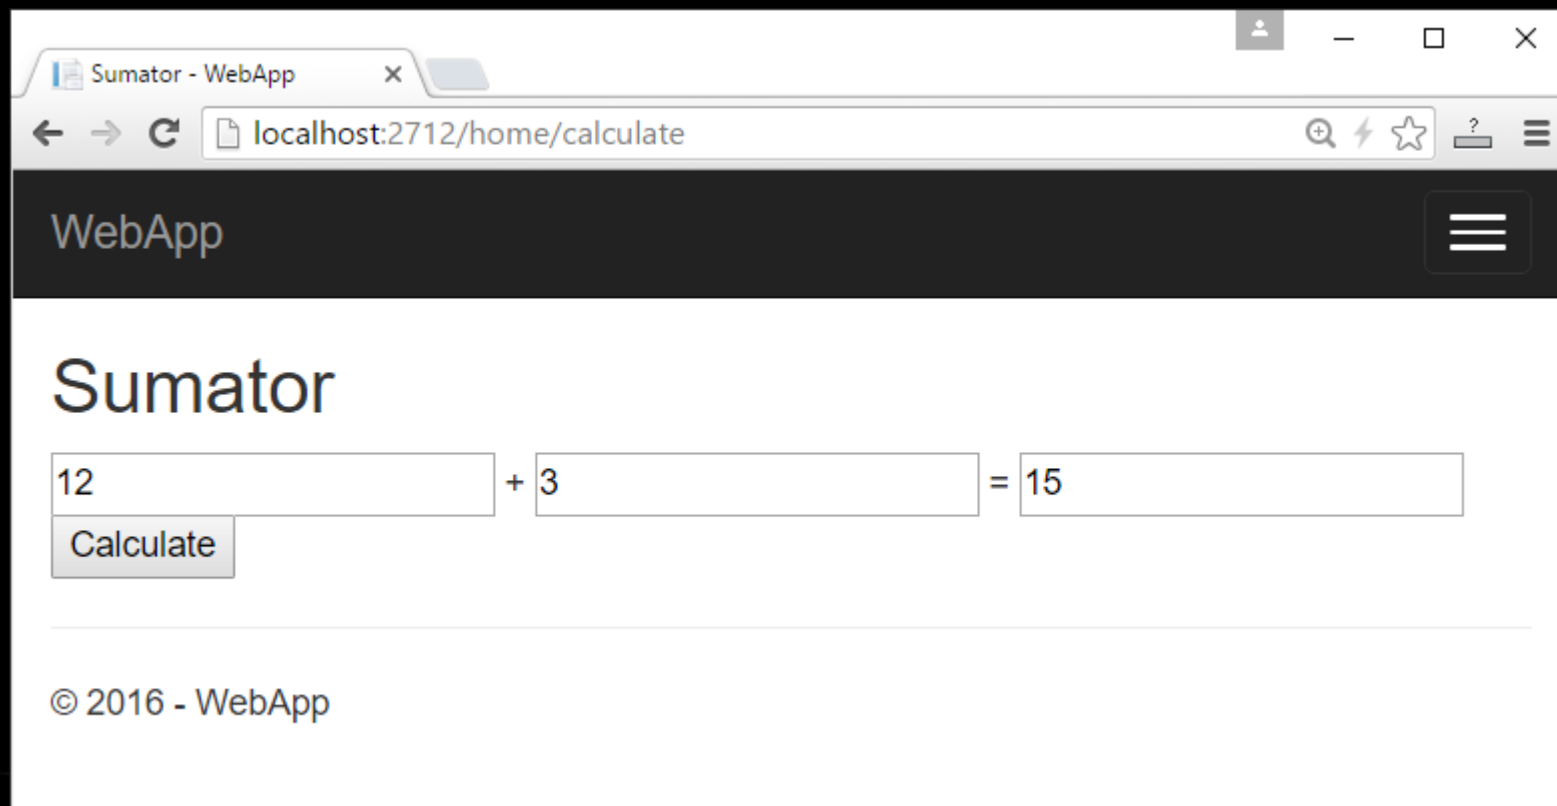 Sumator - WebApp
localhost:2712/home/calculate
?
WebApp
Sumator
12 + 3 = 15
Calculate
© 2016 - WebApp